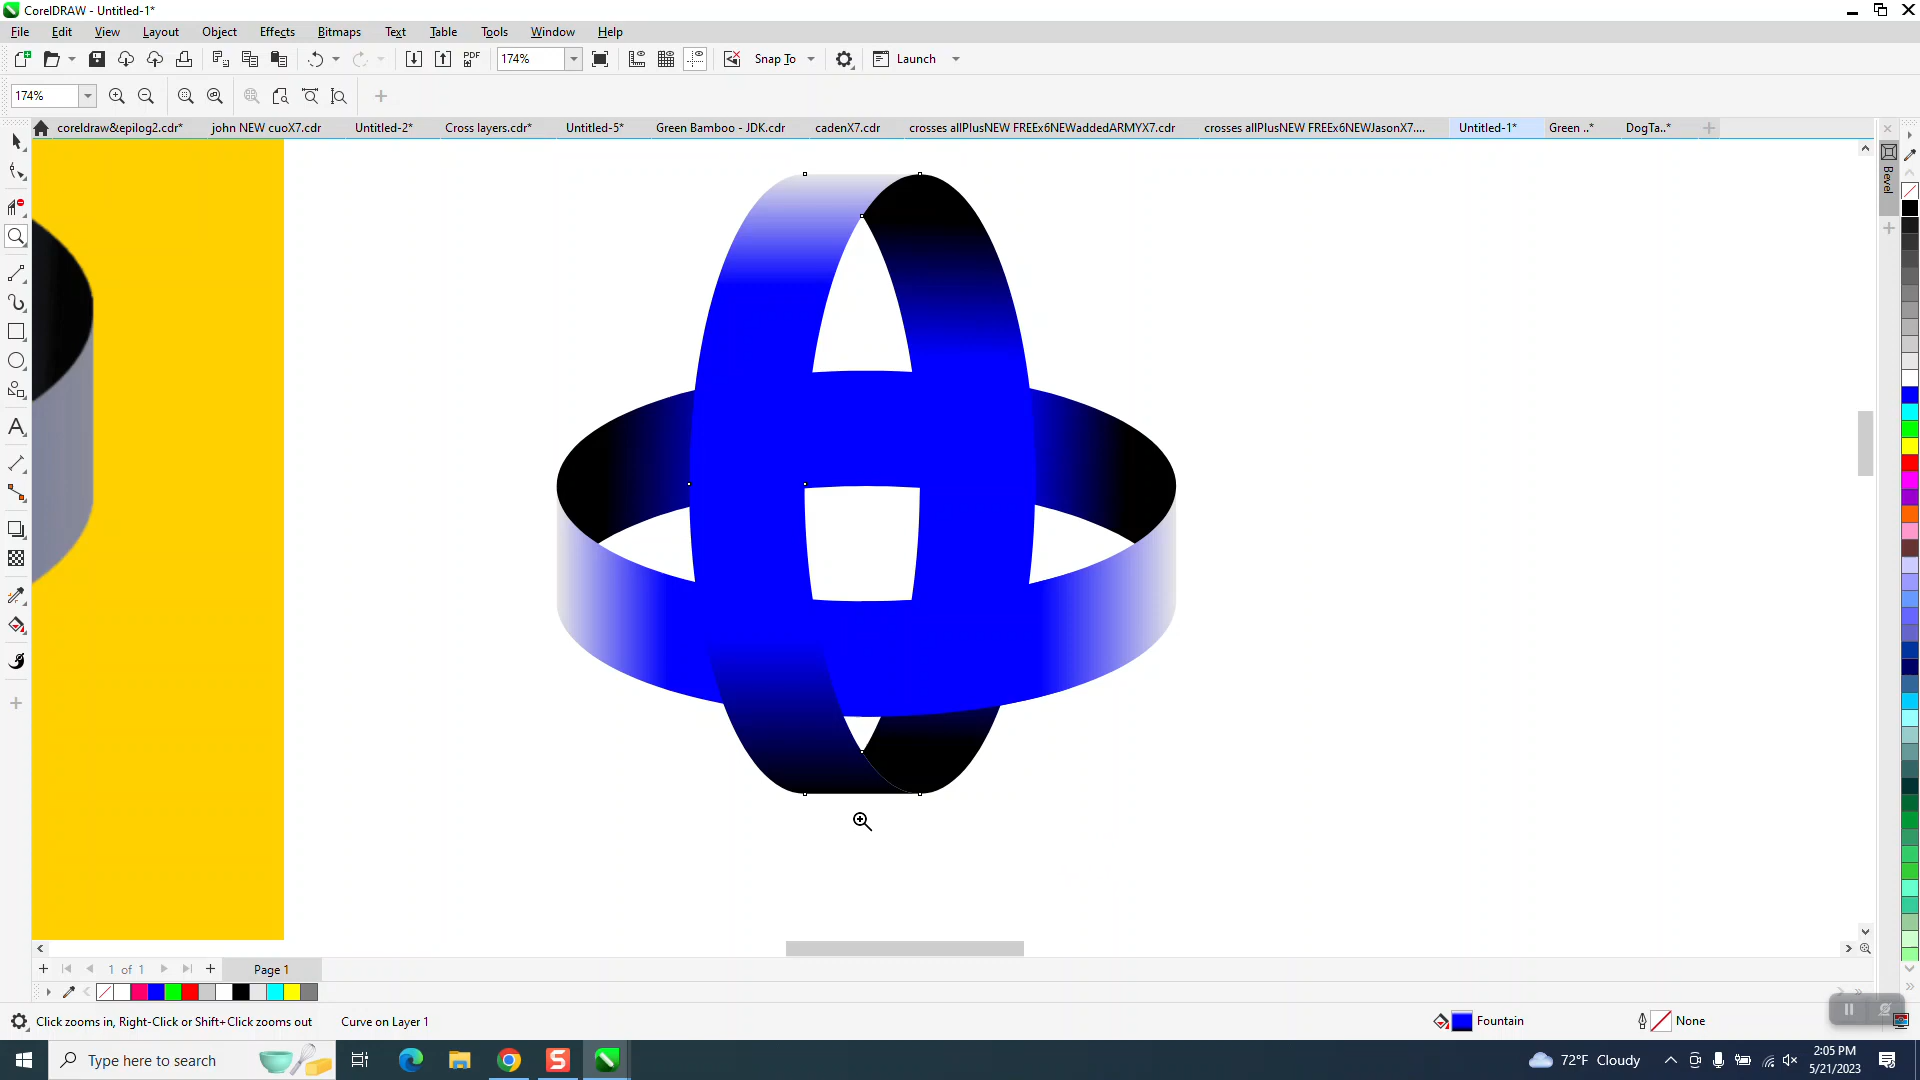 CorelDRAW - Untitled-1*
File Edit View Layout Object Effects Bitmaps Text Table Tools Window Help
PDF 174% Snap To Launch
174%
coreldraw&epilog2.cdr* john NEW cuoX7.cdr Untitled-2* Cross layers.cdr* Untitled-5* Green Bamboo - JDK.cdr cadenX7.cdr crosses allPlusNEW FREEx6NEWaddedARMYX7.cdr crosses allPlusNEW FREEx6NEWJasonX7.... Untitled-1* Green ..* DogTa..*
Bevel
1 of 1 Page 1
Click zooms in, Right-Click or Shift+Click zooms out Curve on Layer 1 Fountain None
Type here to search 72°F Cloudy 2:05 PM
5/21/2023